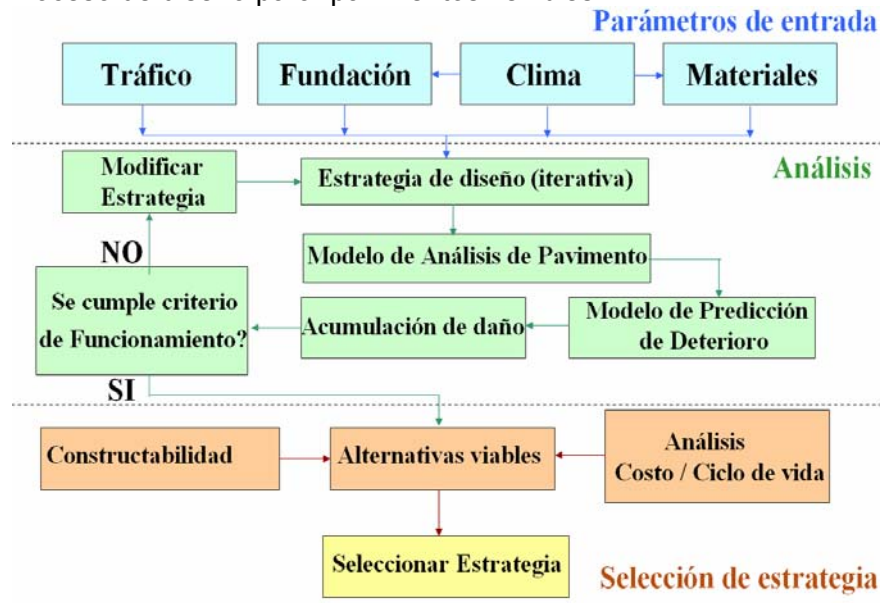 Parámetros de entrada
Tráfico
Fundación
Clima
Materiales
Análisis
Modificar
Estrategia
Estrategia de diseño (iterativa)
NO
Modelo de Análisis de Pavimento
Se cumple criterio
de Funcionamiento?
Acumulación de daño
Modelo de Predicción
de Deterioro
SI
Constructabilidad
Alternativas viables
Análisis
Costo / Ciclo de vida
Seleccionar Estrategia
Selección de estrategia